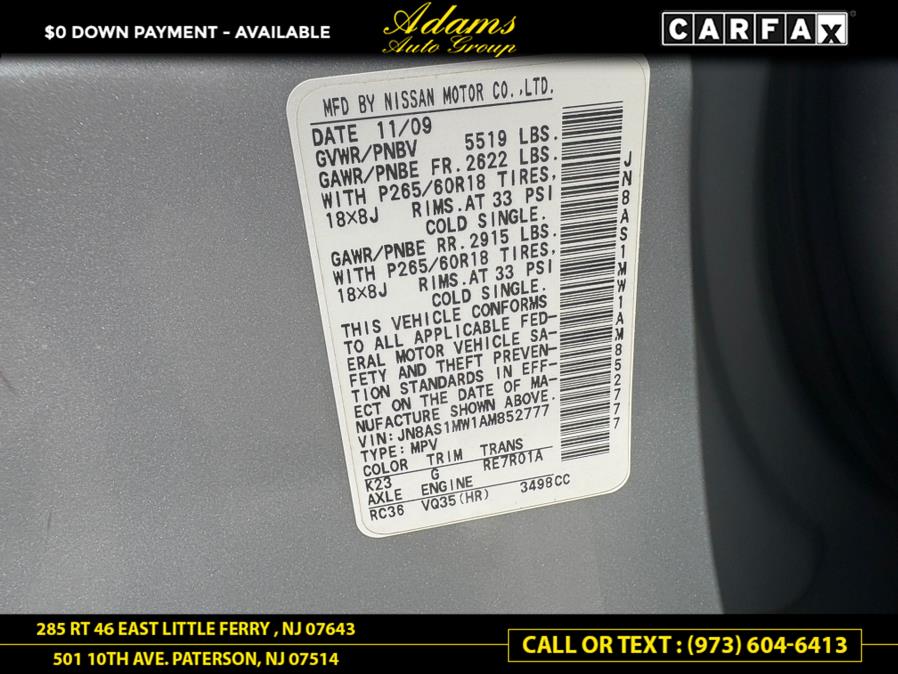 $0 DOWN PAYMENT - AVAILABLE
Adams
Auto Group
CARFAX
MFD BY NISSAN MOTOR CO.,LTD.
DATE 11/09
GVWR/PNBV 5519 LBS.
GAWR/PNBE FR. 2622 LBS.
WITH P265/60R18 TIRES,
18X8J RIMS.AT 33 PSI
COLD SINGLE.
GAWR/PNBE RR. 2915 LBS.
WITH P265/60R18 TIRES,
18X8J RIMS.AT 33 PSI
COLD SINGLE.
THIS VEHICLE CONFORMS
TO ALL APPLICABLE FED-
ERAL MOTOR VEHICLE SA-
FETY AND THEFT PREVEN-
TION STANDARDS IN EFF-
ECT ON THE DATE OF MA-
NUFACTURE SHOWN ABOVE.
VIN: JN8AS1MW1AM852777
TYPE: MPV
COLOR TRIM TRANS
K23 G RE7R01A
AXLE ENGINE
RC36 VQ35(HR) 3498CC
JN8AS1MW1AM852777
285 RT 46 EAST LITTLE FERRY , NJ 07643
501 10TH AVE. PATERSON, NJ 07514
CALL OR TEXT : (973) 604-6413